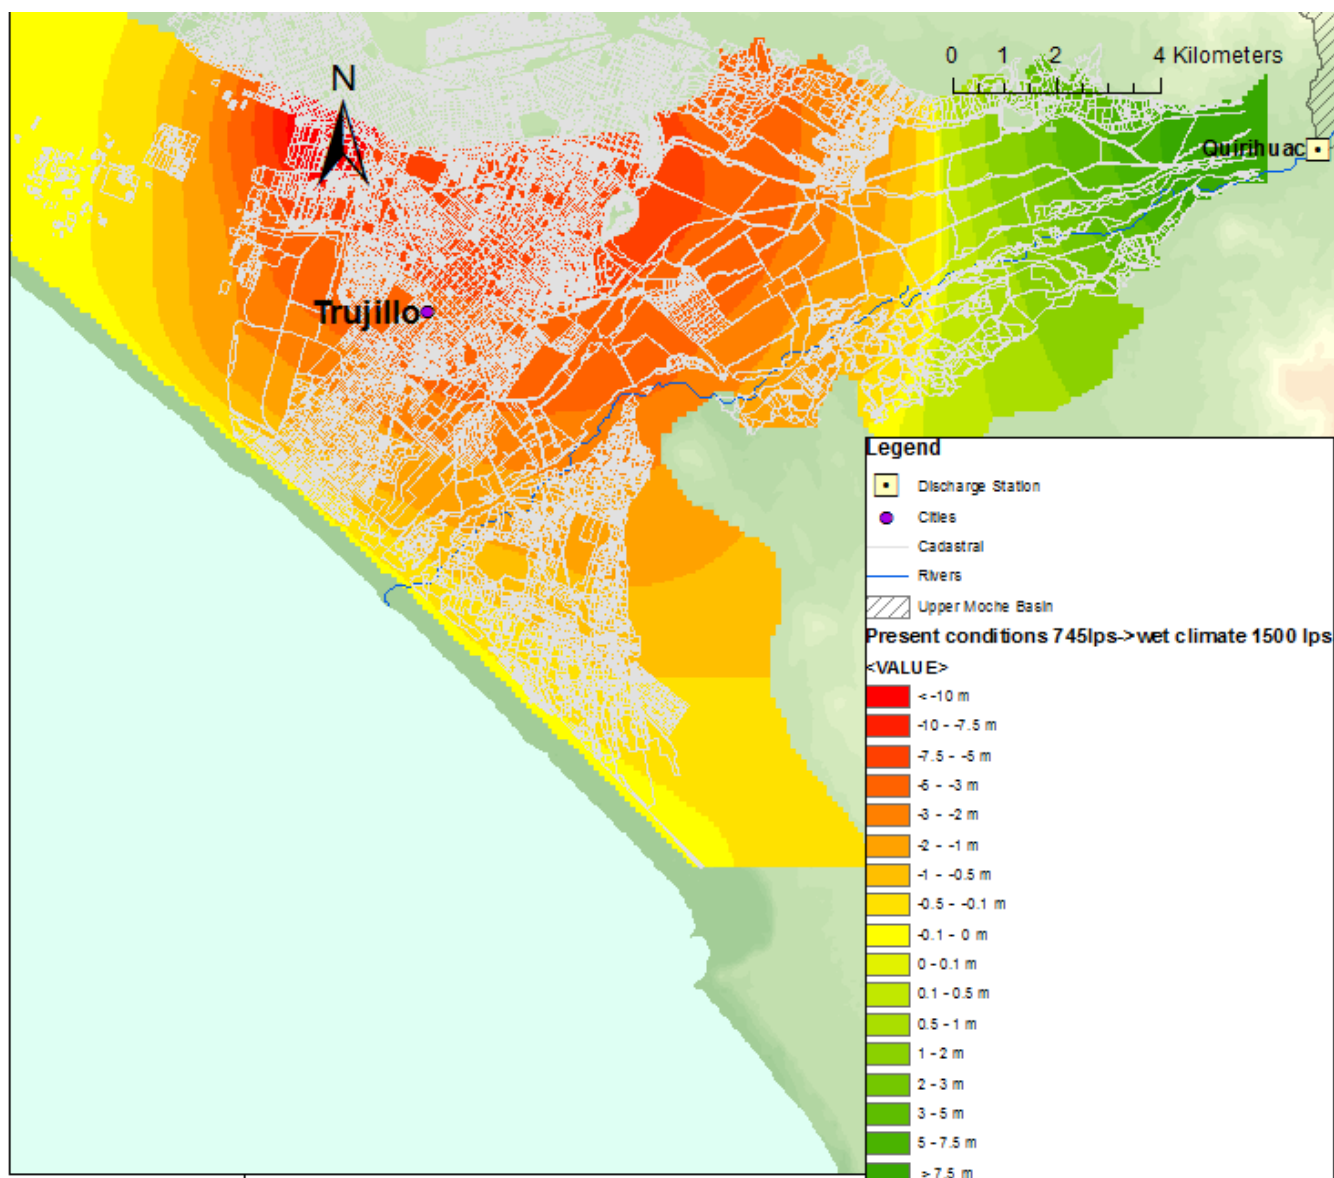 N
0 1 2 4 Kilometers
Quirihuac
Trujillo
Legend
Discharge Station
Cities
Cadastral
Rivers
Upper Moche Basin
Present conditions 745lps->wet climate 1500 lps
<VALUE>
< -10 m
-10 - -7.5 m
-7.5 - -5 m
-5 - -3 m
-3 - -2 m
-2 - -1 m
-1 - -0.5 m
-0.5 - -0.1 m
-0.1 - 0 m
0 - 0.1 m
0.1 - 0.5 m
0.5 - 1 m
1 - 2 m
2 - 3 m
3 - 5 m
5 - 7.5 m
> 7.5 m